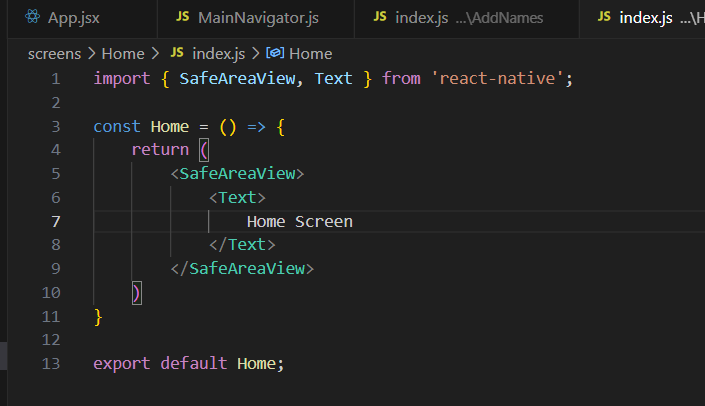 App.jsx
JS MainNavigator.js
JS index.js ...\AddNames
JS index.js ...\H
screens > Home > JS index.js > Home
1 import { SafeAreaView, Text } from 'react-native';
2
3 const Home = () => {
4     return (
5         <SafeAreaView>
6             <Text>
7                 Home Screen
8             </Text>
9         </SafeAreaView>
10     )
11 }
12
13 export default Home;